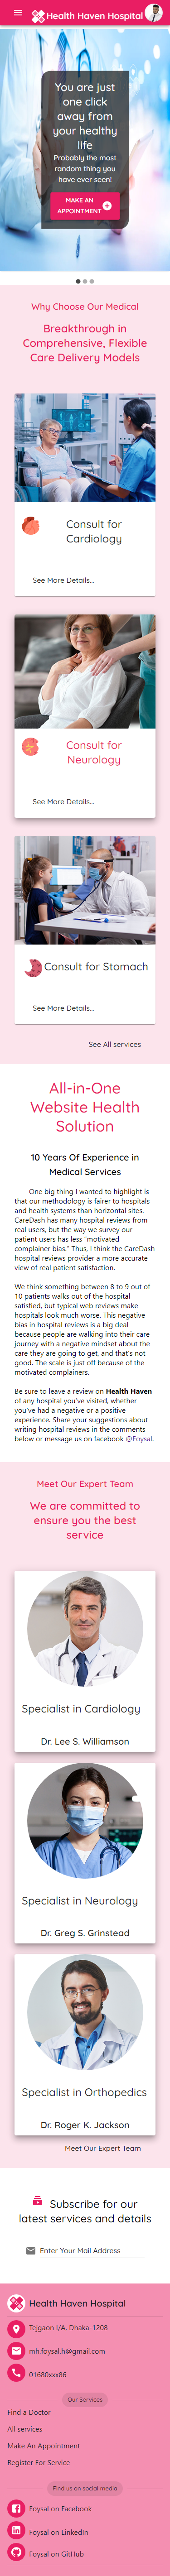 Health Haven Hospital
You are just
one click
away from
your healthy
life
Probably the most
random thing you
have ever seen!
MAKE AN
APPOINTMENT
Why Choose Our Medical
Breakthrough in
Comprehensive, Flexible
Care Delivery Models
Consult for
Cardiology
See More Details...
Consult for
Neurology
See More Details...
Consult for Stomach
See More Details...
See All services
All-in-One
Website Health
Solution
10 Years Of Experience in
Medical Services
One big thing I wanted to highlight is
that our methodology is fairer to hospitals
and health systems than horizontal sites.
CareDash has many hospital reviews from
real users, but the way we survey our
patient users has less "motivated
complainer bias." Thus, I think the CareDash
hospital reviews provider a more accurate
view of real patient satisfaction.
We think something between 8 to 9 out of
10 patients walks out of the hospital
satisfied, but typical web reviews make
hospitals look much worse. This negative
bias in hospital reviews is a big deal
because people are walking into their care
journey with a negative mindset about the
care they are going to get, and that's not
good. The scale is just off because of the
motivated complainers.
Be sure to leave a review on Health Haven
of any hospital you've visited, whether
you've had a negative or a positive
experience. Share your suggestions about
writing hospital reviews in the comments
below or message us on facebook @Foysal.
Meet Our Expert Team
We are committed to
ensure you the best
service
Specialist in Cardiology
Dr. Lee S. Williamson
Specialist in Neurology
Dr. Greg S. Grinstead
Specialist in Orthopedics
Dr. Roger K. Jackson
Meet Our Expert Team
Subscribe for our
latest services and details
Enter Your Mail Address
Health Haven Hospital
Tejgaon I/A, Dhaka-1208
mh.foysal.h@gmail.com
01680xxx86
Our Services
Find a Doctor
All services
Make An Appointment
Register For Service
Find us on social media
Foysal on Facebook
Foysal on LinkedIn
Foysal on GitHub